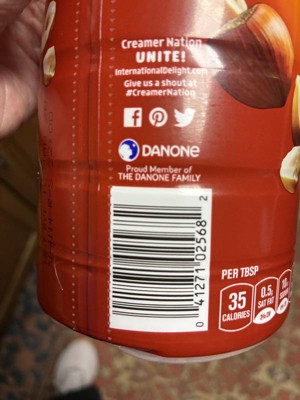 Creamer Nation
UNITE!
InternationalDelight.com
Give us a shout at
#CreamerNation
DANONE
Proud Member of
THE DANONE FAMILY
0 41271 02568 2
PER TBSP
35
CALORIES
0.5g
SAT FAT